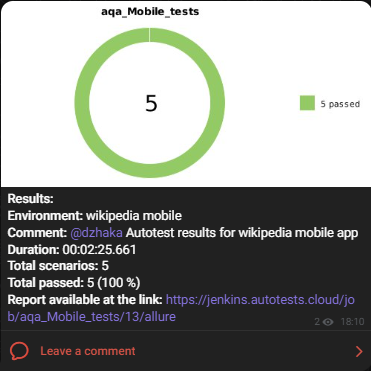 aqa_Mobile_tests
5
5 passed
Results:
Environment: wikipedia mobile
Comment: @dzhaka Autotest results for wikipedia mobile app
Duration: 00:02:25.661
Total scenarios: 5
Total passed: 5 (100 %)
Report available at the link: https://jenkins.autotests.cloud/jo
b/aqa_Mobile_tests/13/allure
2 18:10
Leave a comment